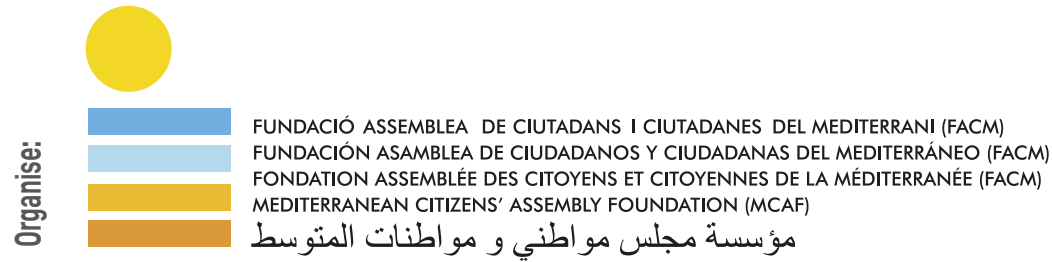 Organise:
FUNDACIÓ ASSEMBLEA DE CIUTADANS I CIUTADANES DEL MEDITERRANI (FACM)
FUNDACIÓN ASAMBLEA DE CIUDADANOS Y CIUDADANAS DEL MEDITERRÁNEO (FACM)
FONDATION ASSEMBLÉE DES CITOYENS ET CITOYENNES DE LA MÉDITERRANÉE (FACM)
MEDITERRANEAN CITIZENS' ASSEMBLY FOUNDATION (MCAF)
مؤسسة مجلس مواطني و مواطنات المتوسط